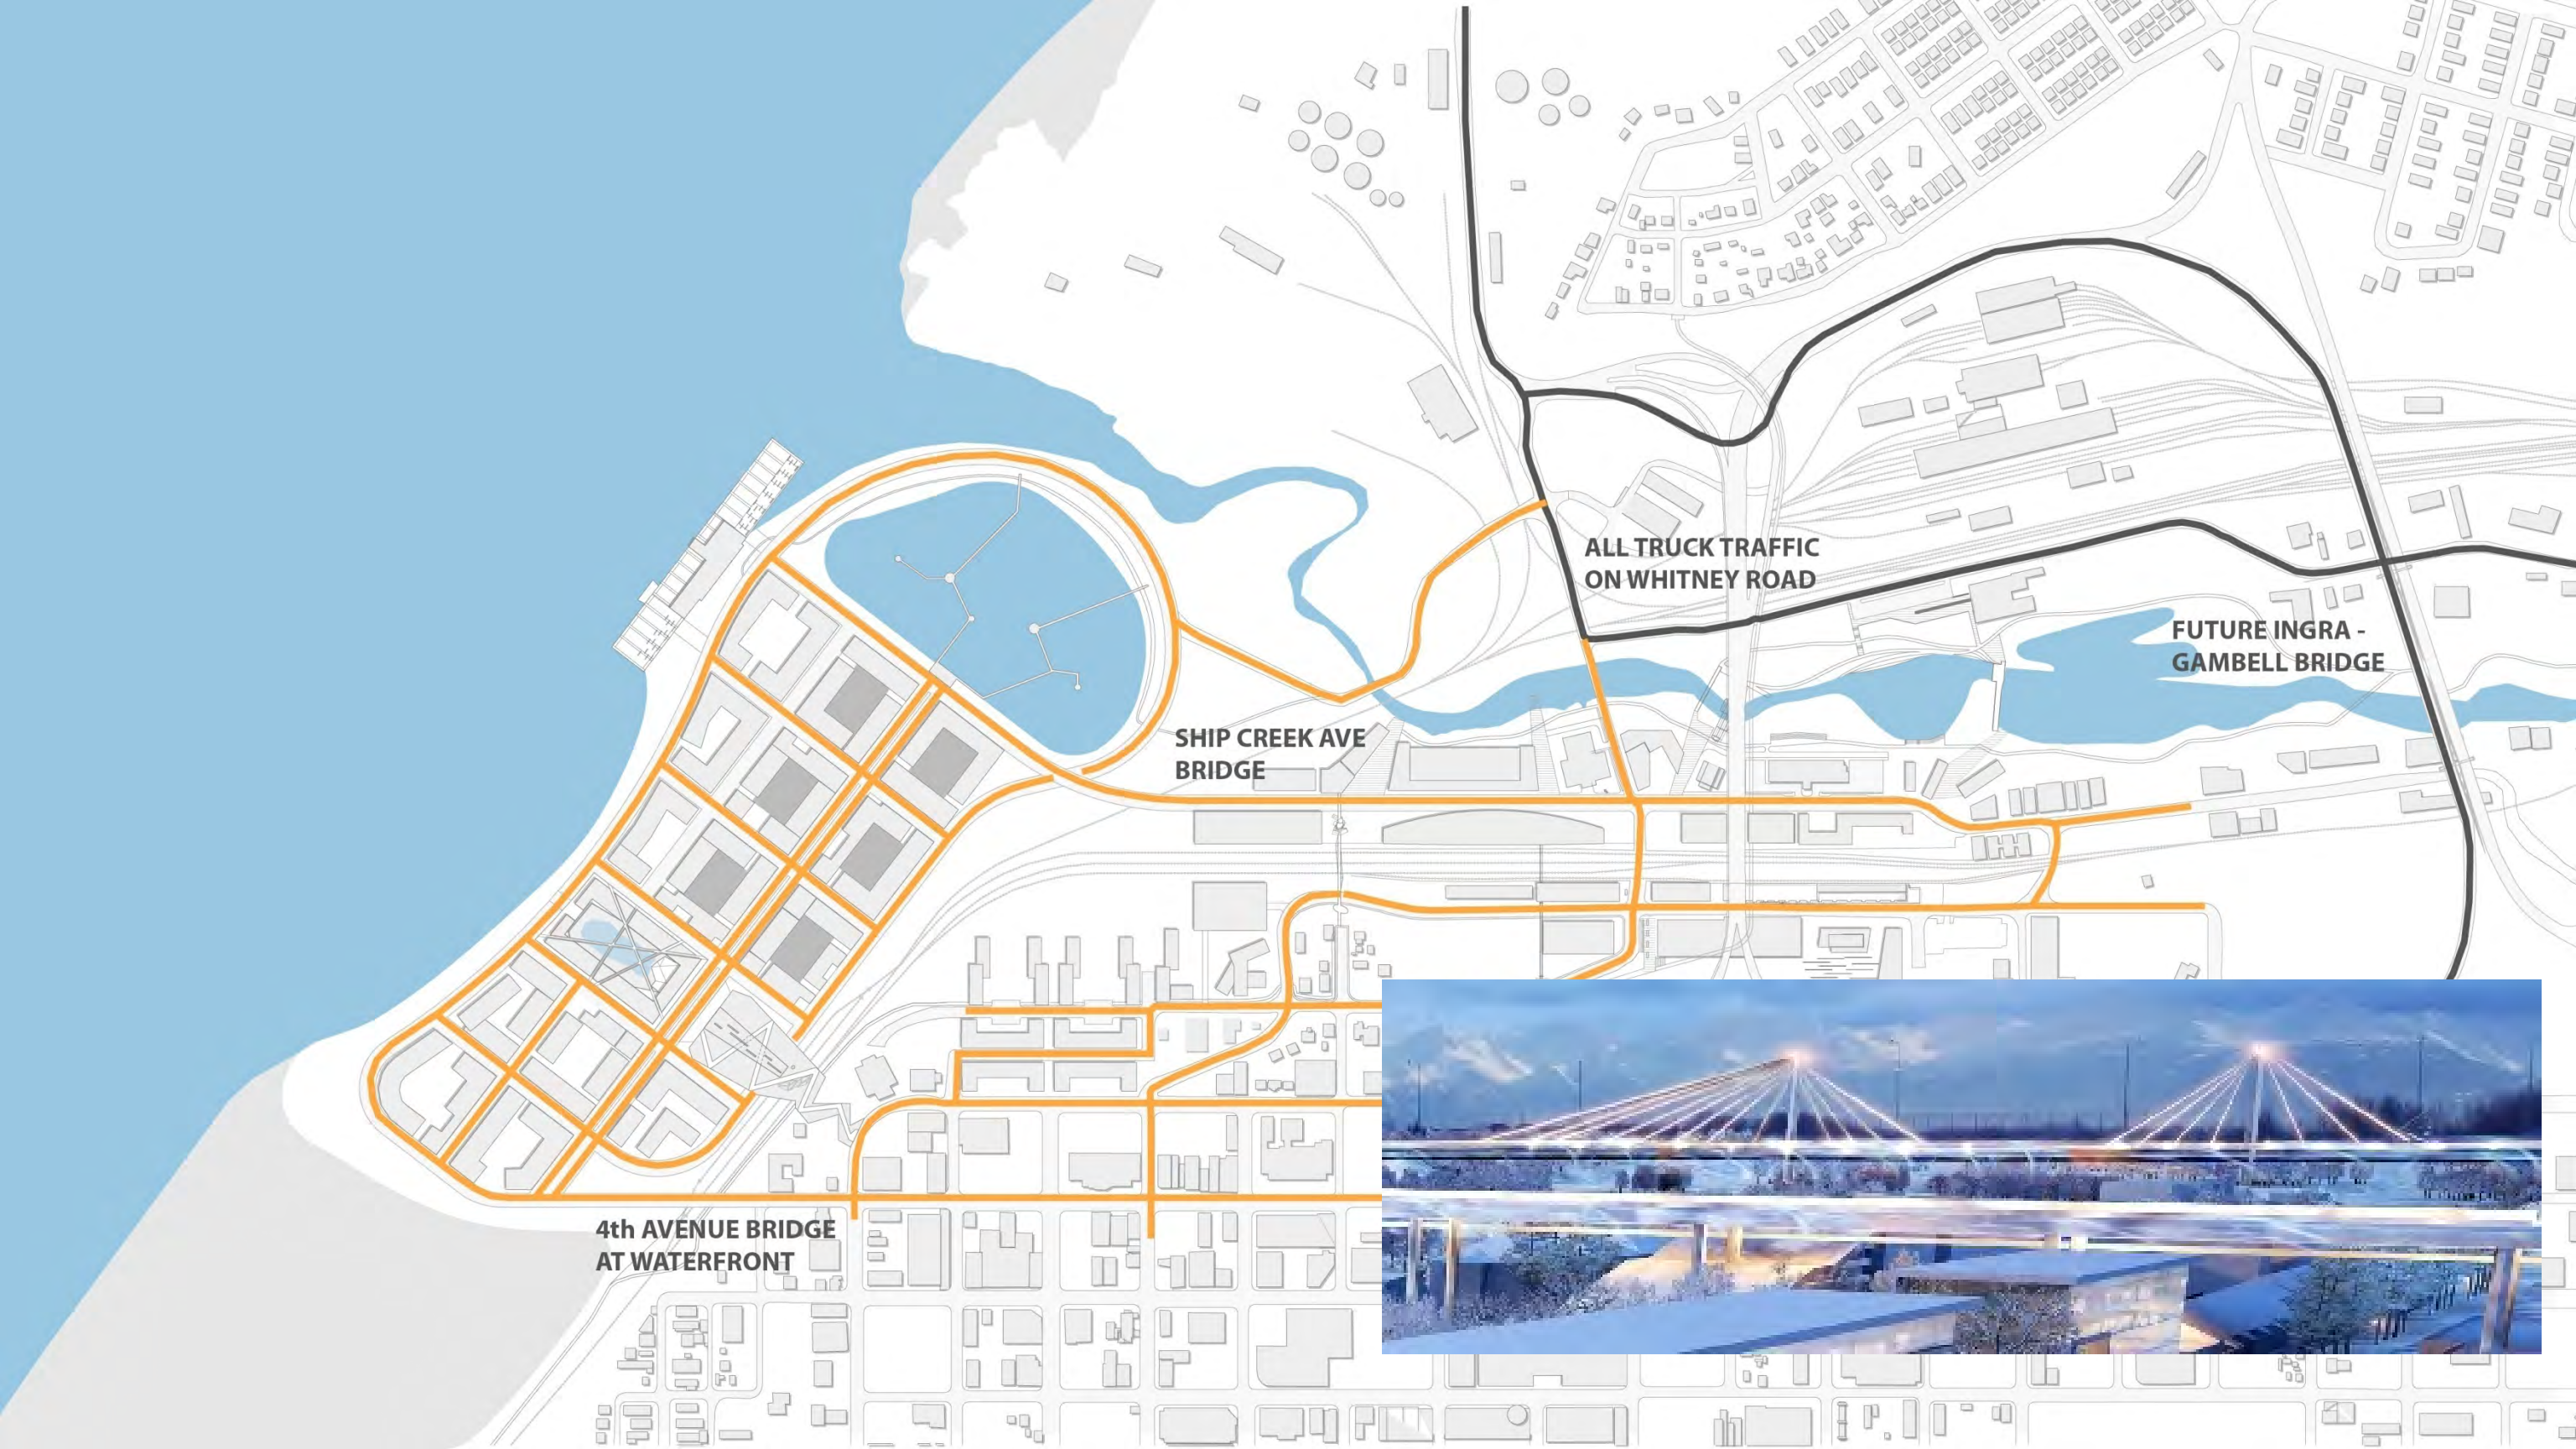 ALL TRUCK TRAFFIC
ON WHITNEY ROAD
FUTURE INGRA -
GAMBELL BRIDGE
SHIP CREEK AVE
BRIDGE
4th AVENUE BRIDGE
AT WATERFRONT